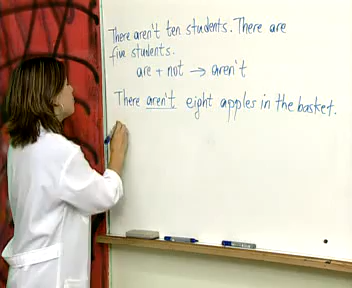 There aren't ten students. There are
five students.
are + not → aren't
There aren't eight apples in the basket.